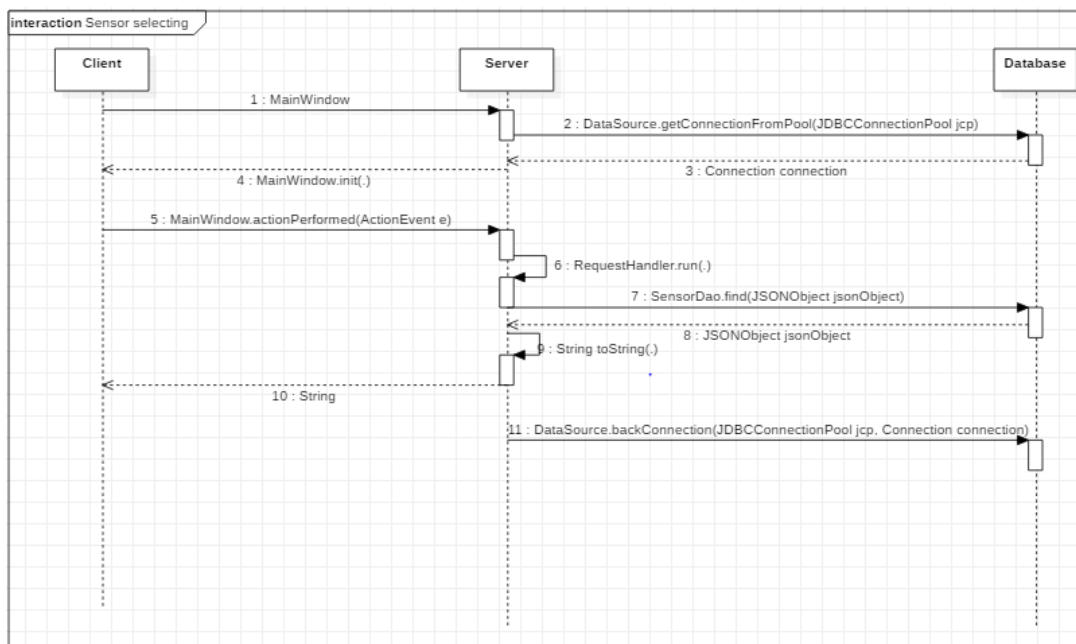 interaction Sensor selecting
Client
Server
Database
1 : MainWindow
2 : DataSource.getConnectionFromPool(JDBCConnectionPool jcp)
3 : Connection connection
4 : MainWindow.init(.)
5 : MainWindow.actionPerformed(ActionEvent e)
6 : RequestHandler.run(.)
7 : SensorDao.find(JSONObject jsonObject)
8 : JSONObject jsonObject
9 : String toString(.)
10 : String
11 : DataSource.backConnection(JDBCConnectionPool jcp, Connection connection)